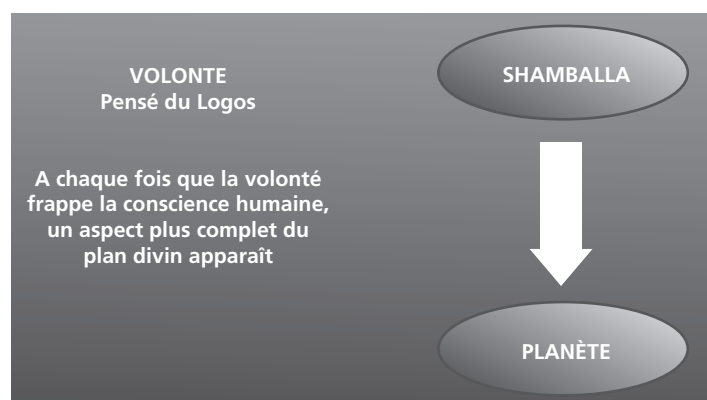 VOLONTE
Pensé du Logos
A chaque fois que la volonté
frappe la conscience humaine,
un aspect plus complet du
plan divin apparaît
SHAMBALLA
PLANÈTE